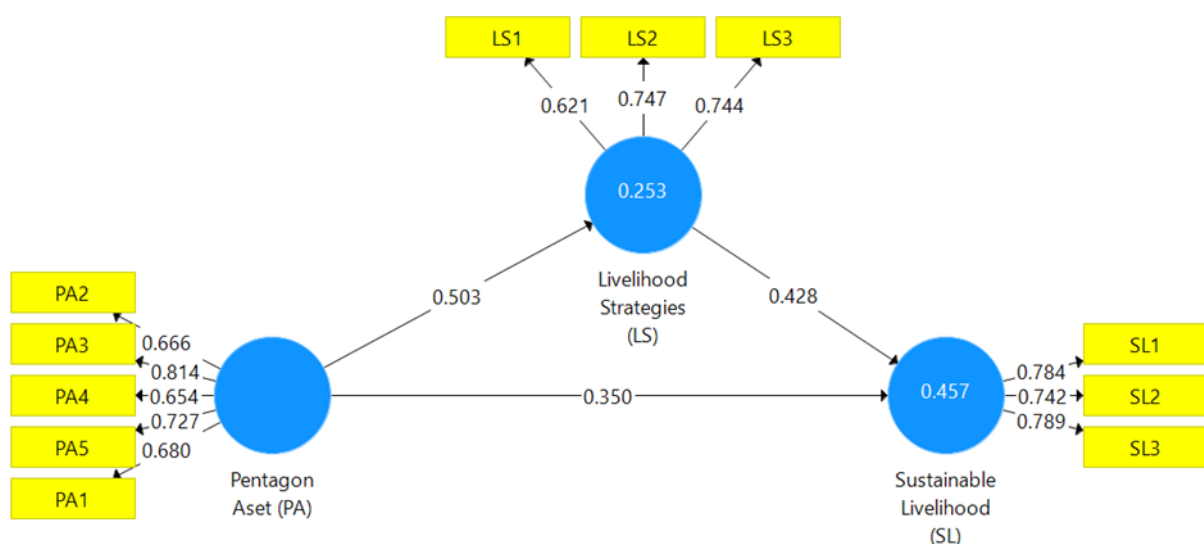 LS1 LS2 LS3
0.621 0.747 0.744
0.253
Livelihood
Strategies
(LS)
0.503
0.428
PA2
PA3
PA4
PA5
PA1
0.666
0.814
0.654
0.727
0.680
Pentagon
Aset (PA)
0.350
0.457
Sustainable
Livelihood
(SL)
0.784
0.742
0.789
SL1
SL2
SL3